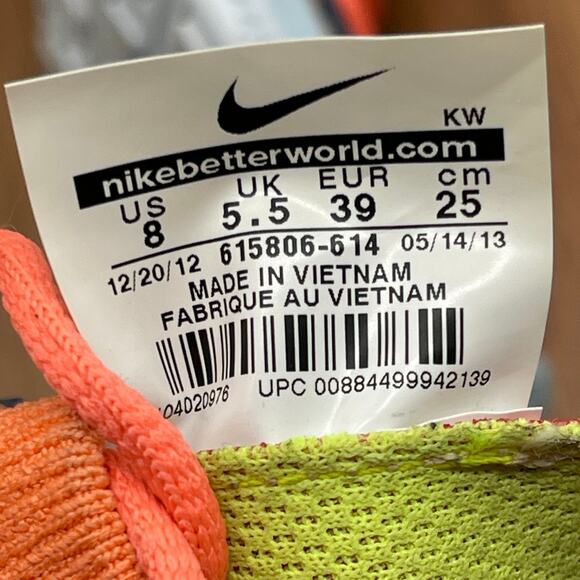 KW
nikebetterworld.com
US UK EUR cm
8 5.5 39 25
12/20/12 615806-614 05/14/13
MADE IN VIETNAM
FABRIQUE AU VIETNAM
04020976 UPC 00884499942139